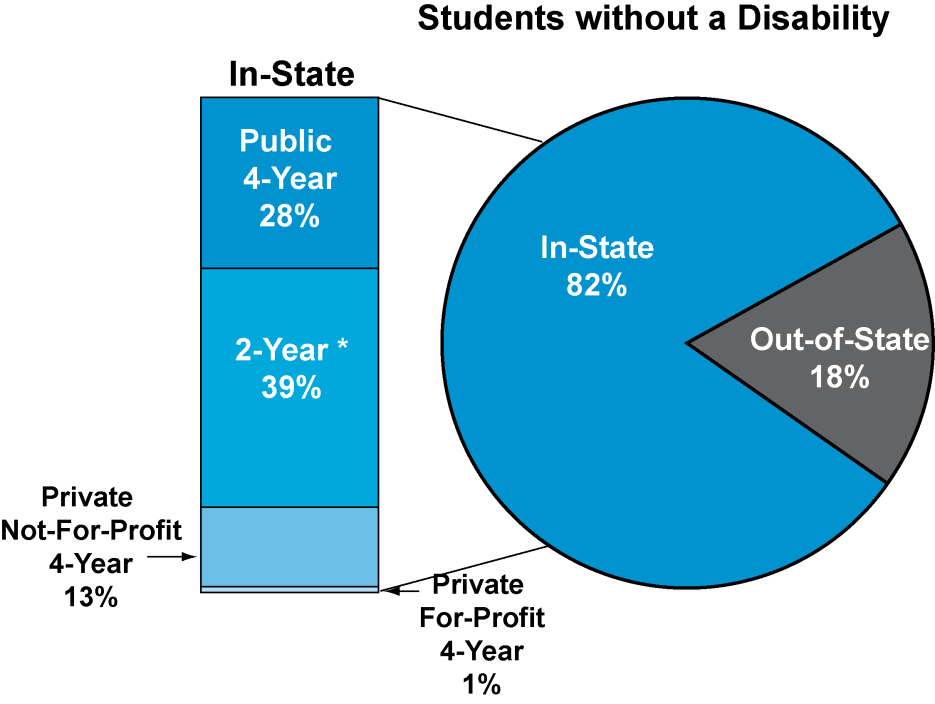 Students without a Disability
In-State
Public
4-Year
28%
2-Year *
39%
Private
Not-For-Profit
4-Year
13%
Private
For-Profit
4-Year
1%
In-State
82%
Out-of-State
18%